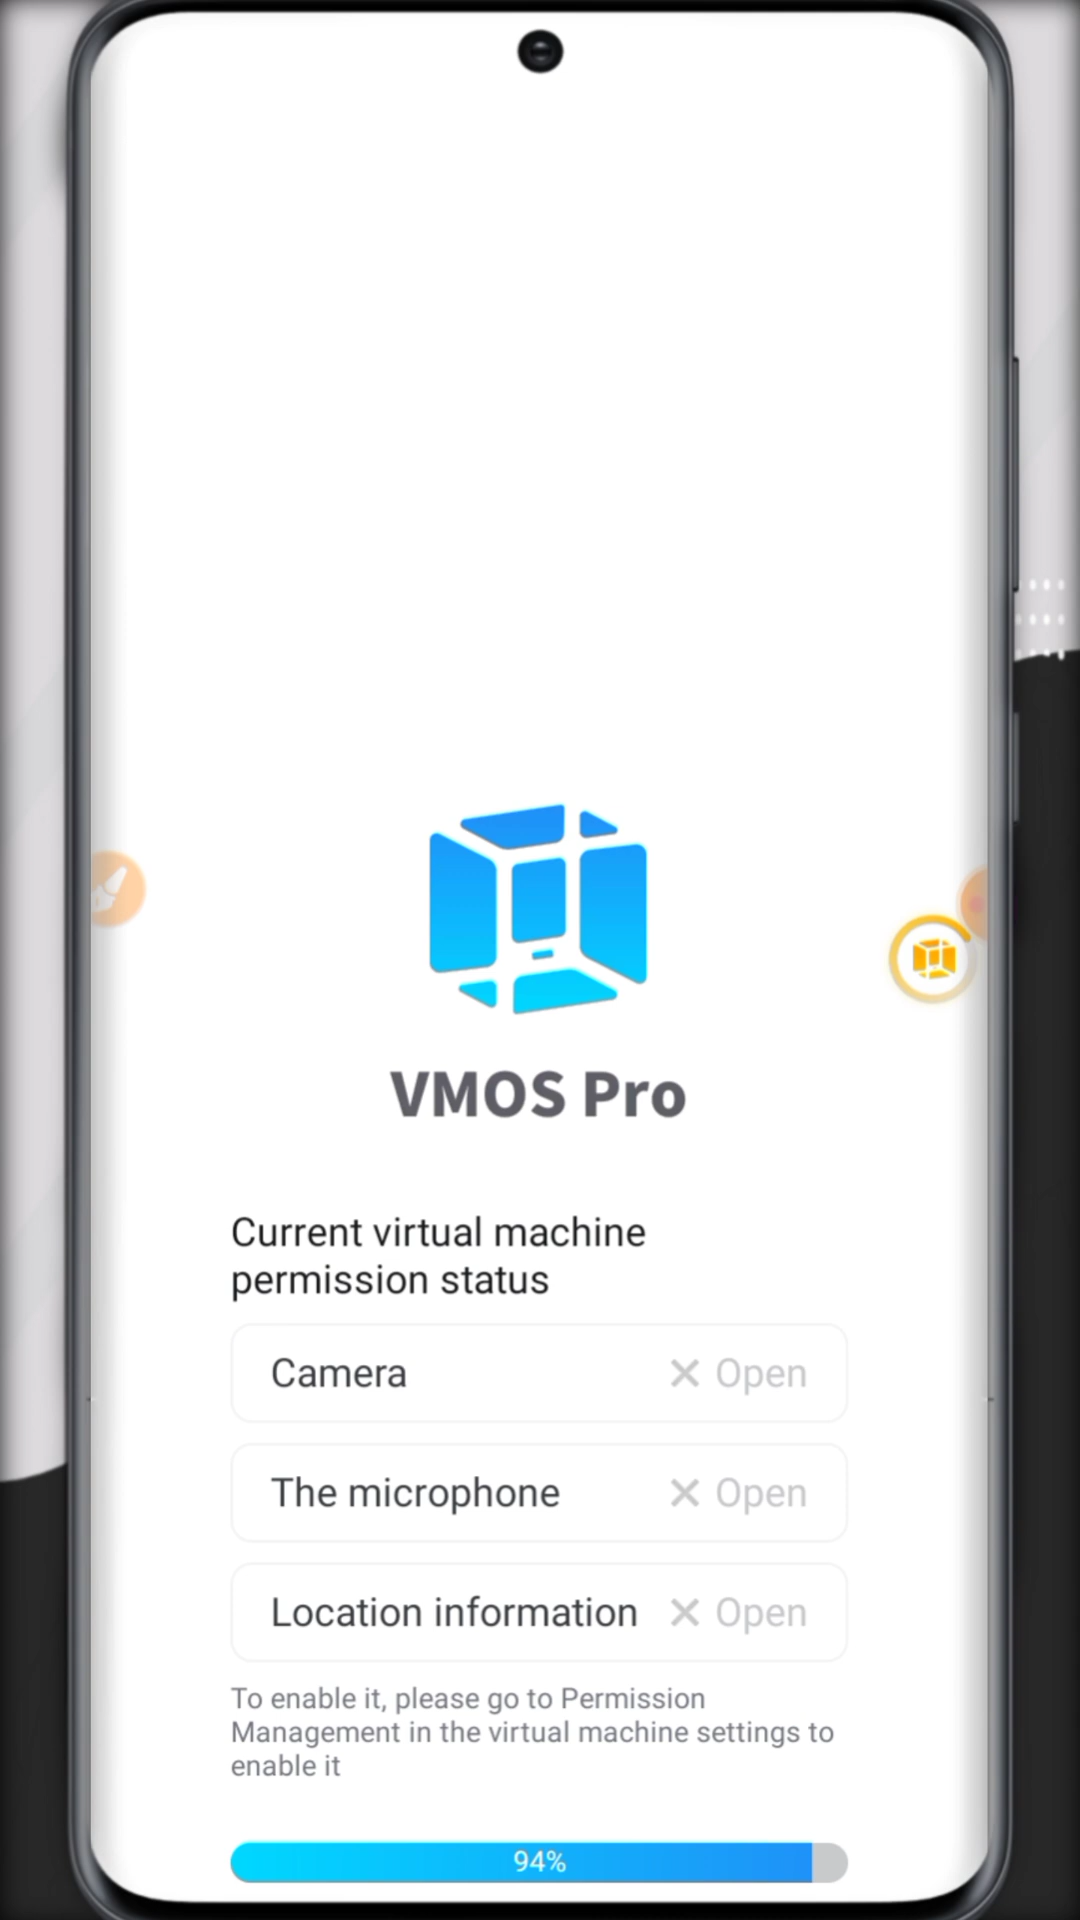 VMOS Pro
Current virtual machine
permission status
Camera ✕ Open
The microphone ✕ Open
Location information ✕ Open
To enable it, please go to Permission
Management in the virtual machine settings to
enable it
94%